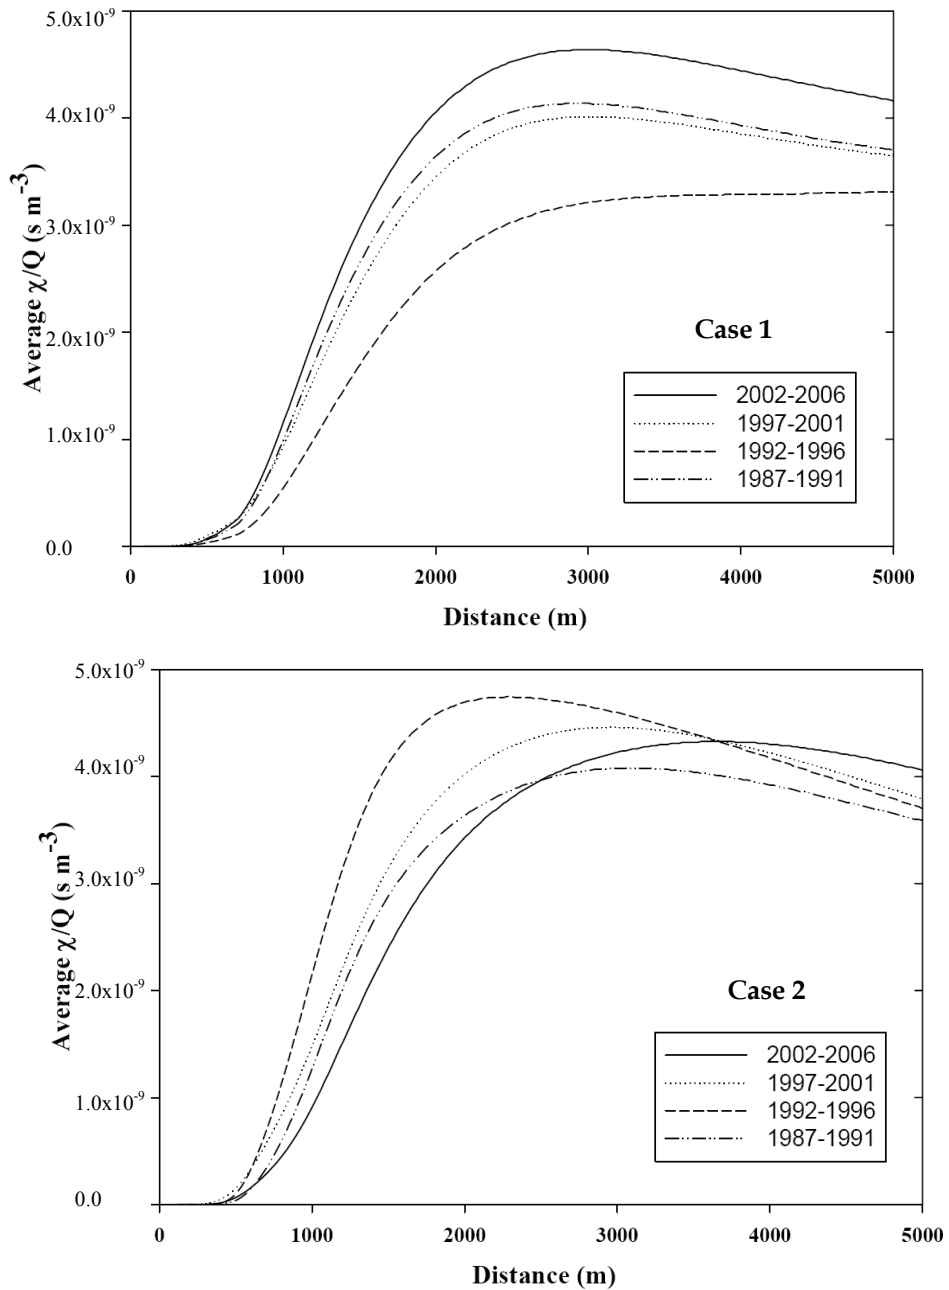 5.0x10-9
4.0x10-9
3.0x10-9
2.0x10-9
1.0x10-9
0.0
Average χ/Q (s m-3)
Case 1
2002-2006
1997-2001
1992-1996
1987-1991
0 1000 2000 3000 4000 5000
Distance (m)
5.0x10-9
4.0x10-9
3.0x10-9
2.0x10-9
1.0x10-9
0.0
Average χ/Q (s m-3)
Case 2
2002-2006
1997-2001
1992-1996
1987-1991
0 1000 2000 3000 4000 5000
Distance (m)